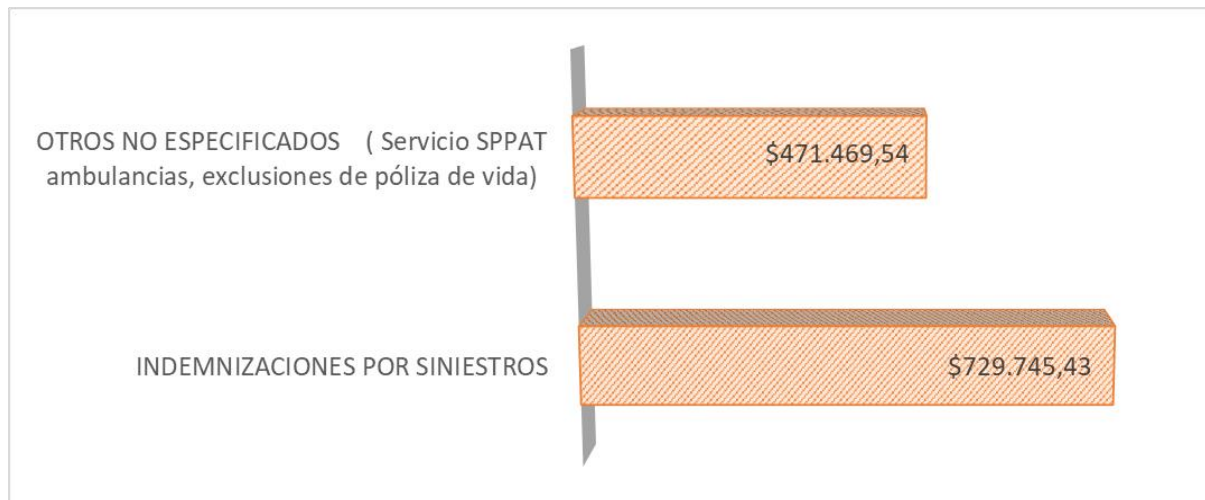 OTROS NO ESPECIFICADOS ( Servicio SPPAT
ambulancias, exclusiones de póliza de vida)
$471.469,54
INDEMNIZACIONES POR SINIESTROS
$729.745,43